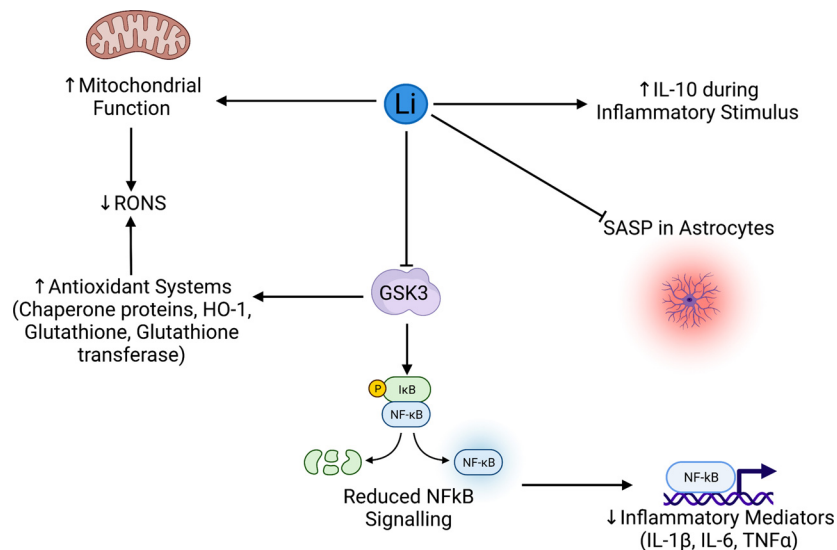 ↑Mitochondrial
Function
Li
↑IL-10 during
Inflammatory Stimulus
↓RONS
SASP in Astrocytes
↑Antioxidant Systems
(Chaperone proteins, HO-1,
Glutathione, Glutathione
transferase)
GSK3
P
IκB
NF-κB
NF-κB
Reduced NFkB
Signalling
NF-kB
↓Inflammatory Mediators
(IL-1β, IL-6, TNFα)